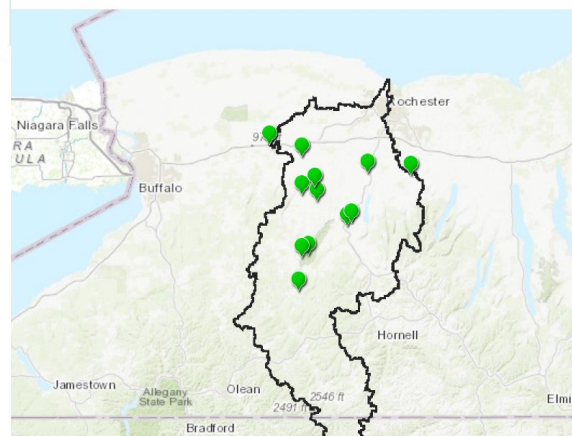 Rochester
Niagara Falls
RA
ULA
Buffalo
Hornell
Jamestown
Allegany
State Park
Olean
2546 ft
2491 ft
Elmi
Bradford